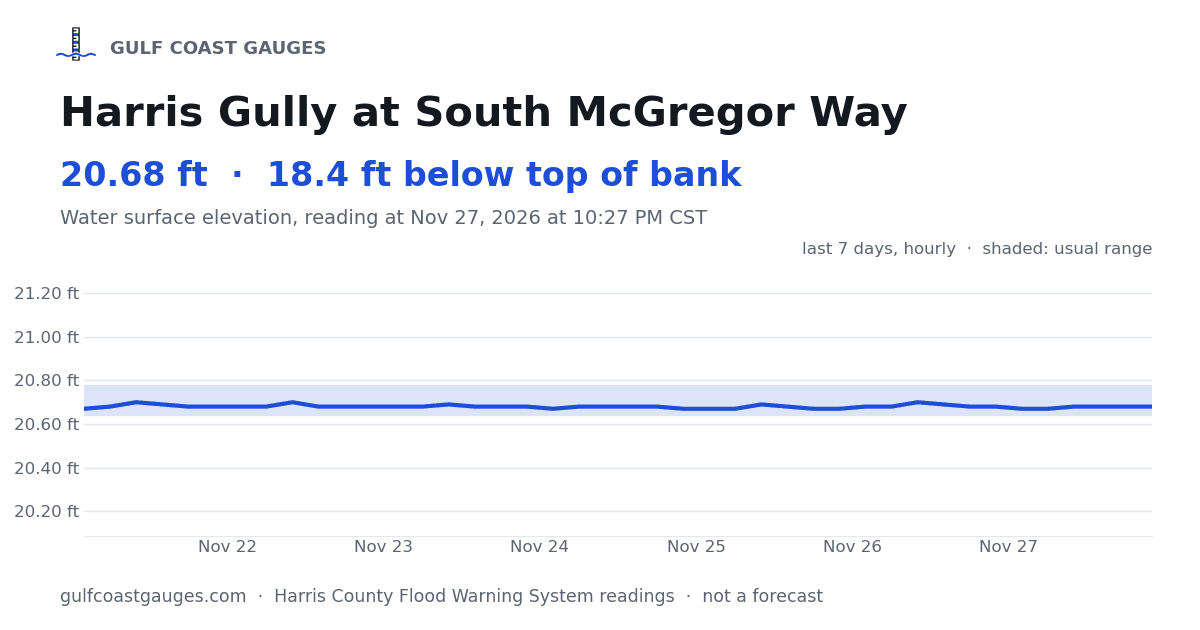 GULF COAST GAUGES
Harris Gully at South McGregor Way
20.68 ft · 18.4 ft below top of bank
Water surface elevation, reading at Nov 27, 2026 at 10:27 PM CST
last 7 days, hourly · shaded: usual range
21.20 ft
21.00 ft
20.80 ft
20.60 ft
20.40 ft
20.20 ft
Nov 22 Nov 23 Nov 24 Nov 25 Nov 26 Nov 27
gulfcoastgauges.com · Harris County Flood Warning System readings · not a forecast